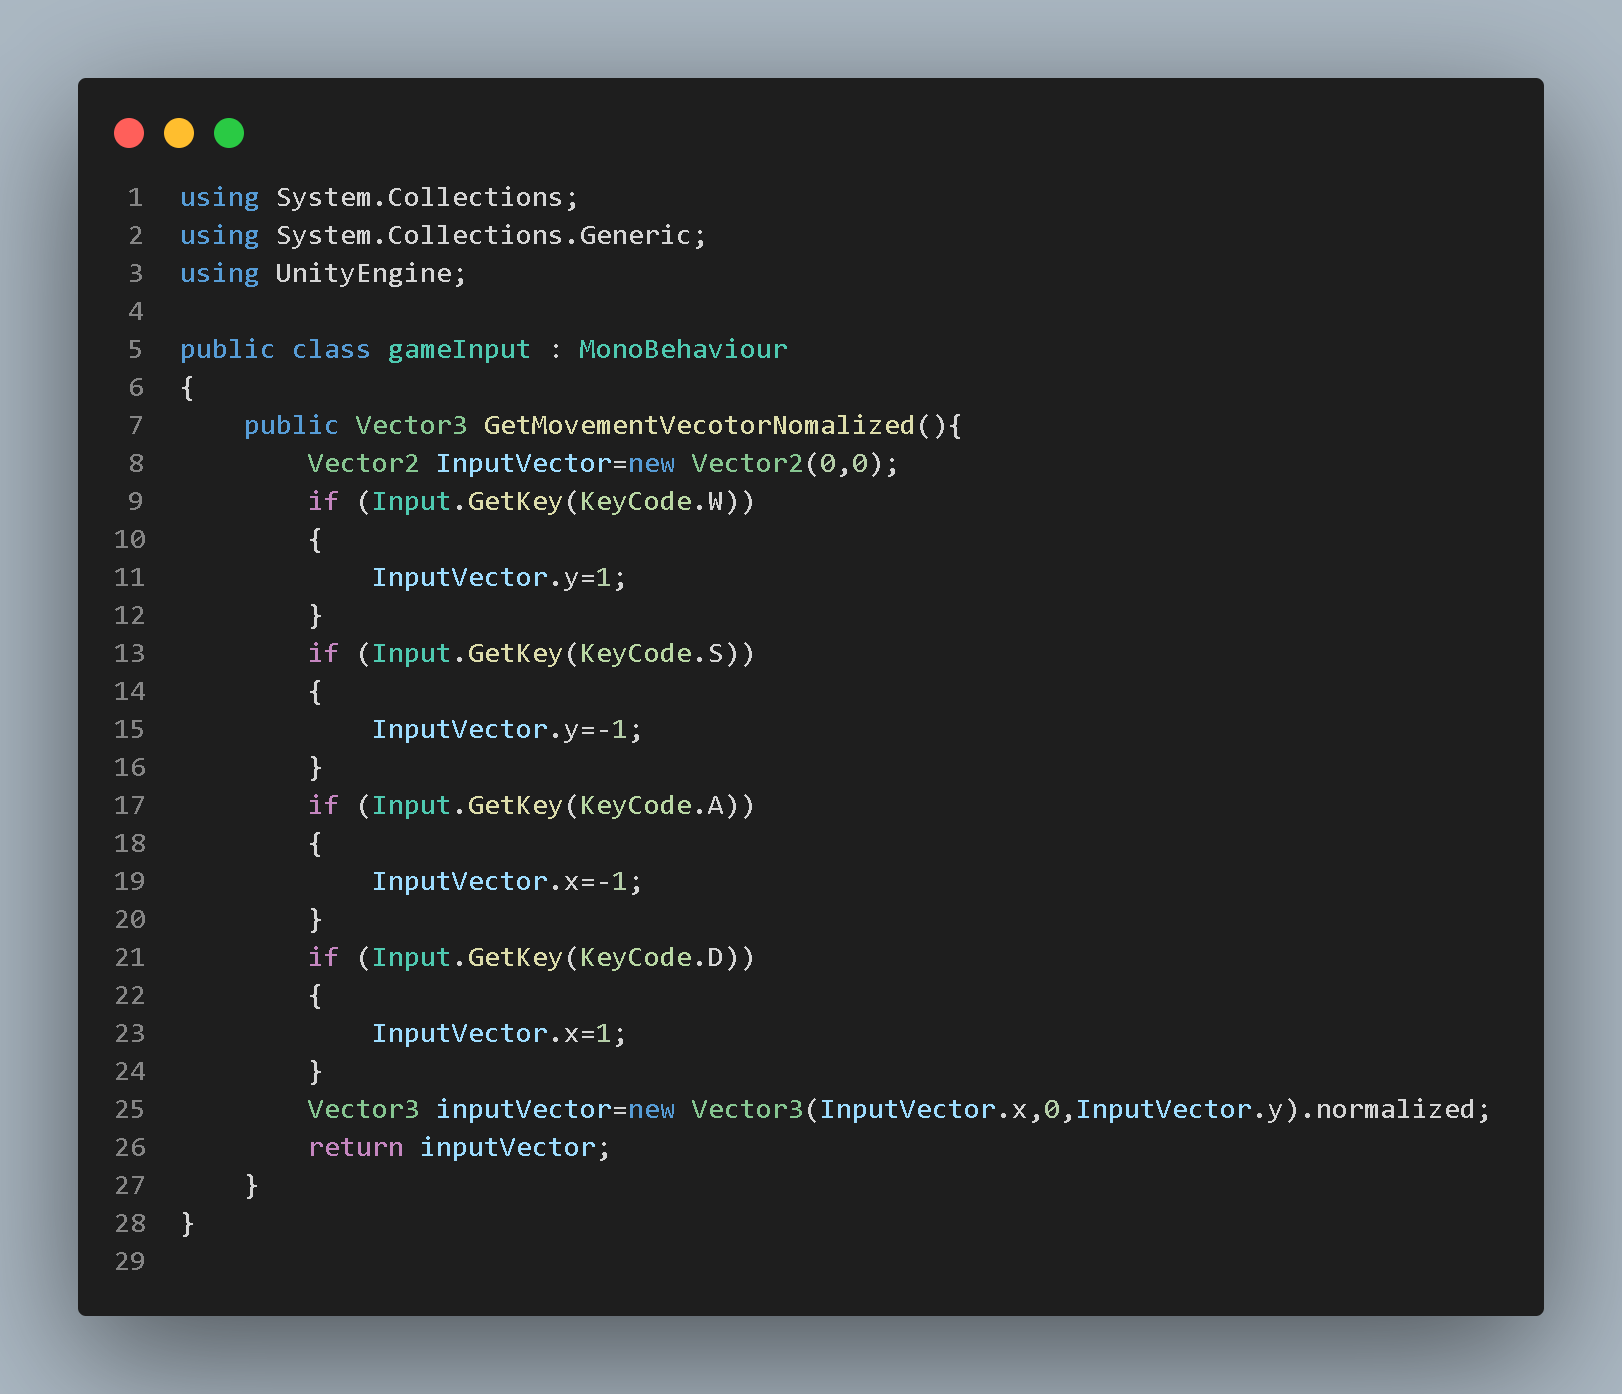 1 using System.Collections;
2 using System.Collections.Generic;
3 using UnityEngine;
4
5 public class gameInput : MonoBehaviour
6 {
7     public Vector3 GetMovementVecotorNomalized(){
8         Vector2 InputVector=new Vector2(0,0);
9         if (Input.GetKey(KeyCode.W))
10         {
11             InputVector.y=1;
12         }
13         if (Input.GetKey(KeyCode.S))
14         {
15             InputVector.y=-1;
16         }
17         if (Input.GetKey(KeyCode.A))
18         {
19             InputVector.x=-1;
20         }
21         if (Input.GetKey(KeyCode.D))
22         {
23             InputVector.x=1;
24         }
25         Vector3 inputVector=new Vector3(InputVector.x,0,InputVector.y).normalized;
26         return inputVector;
27     }
28 }
29